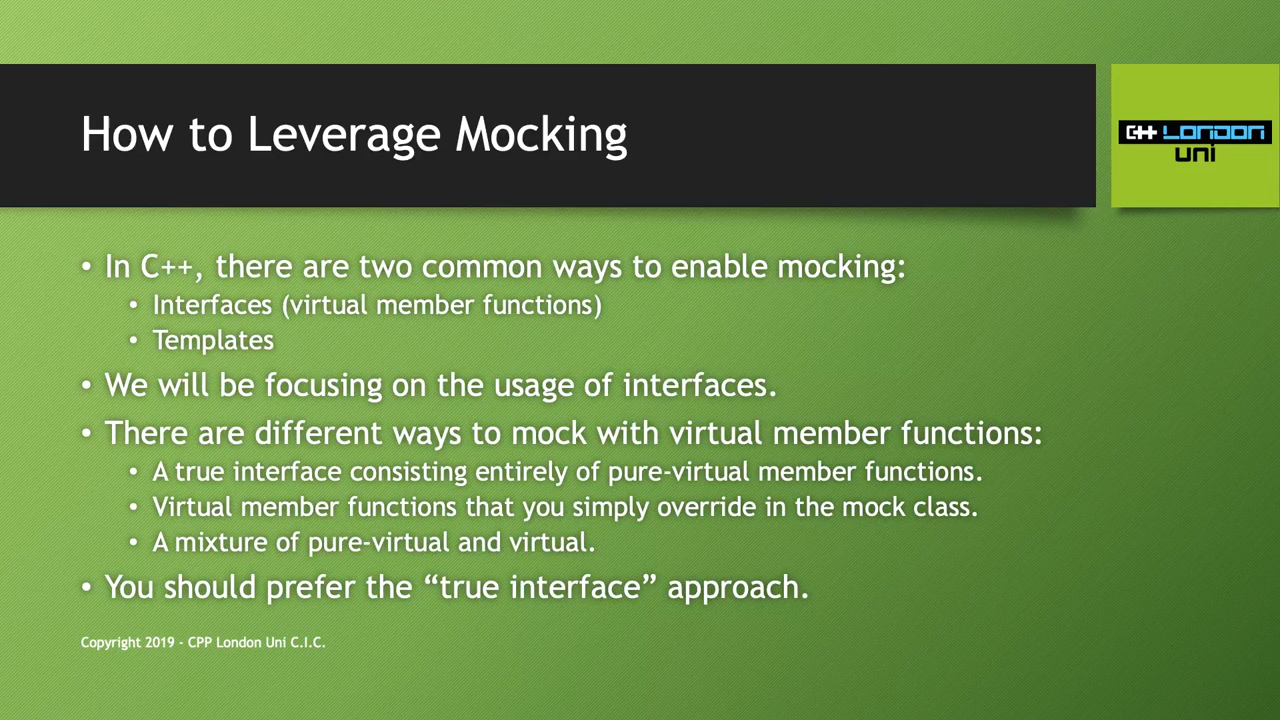 How to Leverage Mocking
C++ London
uni
• In C++, there are two common ways to enable mocking:
• Interfaces (virtual member functions)
• Templates
• We will be focusing on the usage of interfaces.
• There are different ways to mock with virtual member functions:
• A true interface consisting entirely of pure-virtual member functions.
• Virtual member functions that you simply override in the mock class.
• A mixture of pure-virtual and virtual.
• You should prefer the “true interface” approach.
Copyright 2019 - CPP London Uni C.I.C.